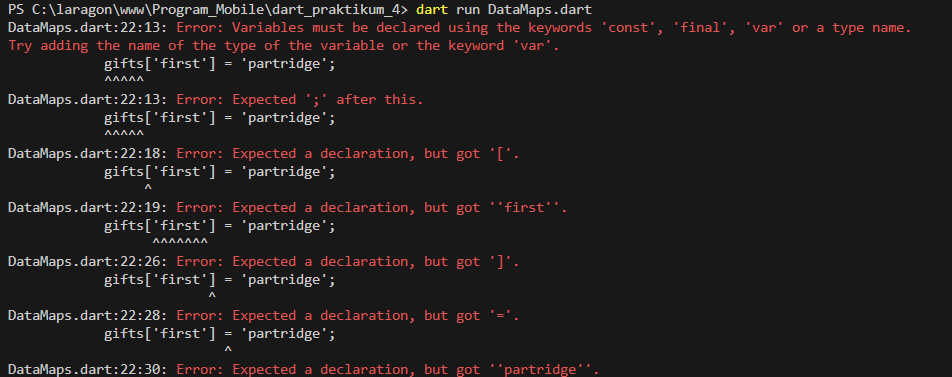 PS C:\laragon\www\Program_Mobile\dart_praktikum_4> dart run DataMaps.dart
DataMaps.dart:22:13: Error: Variables must be declared using the keywords 'const', 'final', 'var' or a type name.
Try adding the name of the type of the variable or the keyword 'var'.
            gifts['first'] = 'partridge';
            ^^^^^
DataMaps.dart:22:13: Error: Expected ';' after this.
            gifts['first'] = 'partridge';
            ^^^^^
DataMaps.dart:22:18: Error: Expected a declaration, but got '['.
            gifts['first'] = 'partridge';
                 ^
DataMaps.dart:22:19: Error: Expected a declaration, but got ''first''.
            gifts['first'] = 'partridge';
                  ^^^^^^^
DataMaps.dart:22:26: Error: Expected a declaration, but got ']'.
            gifts['first'] = 'partridge';
                         ^
DataMaps.dart:22:28: Error: Expected a declaration, but got '='.
            gifts['first'] = 'partridge';
                           ^
DataMaps.dart:22:30: Error: Expected a declaration, but got ''partridge''.